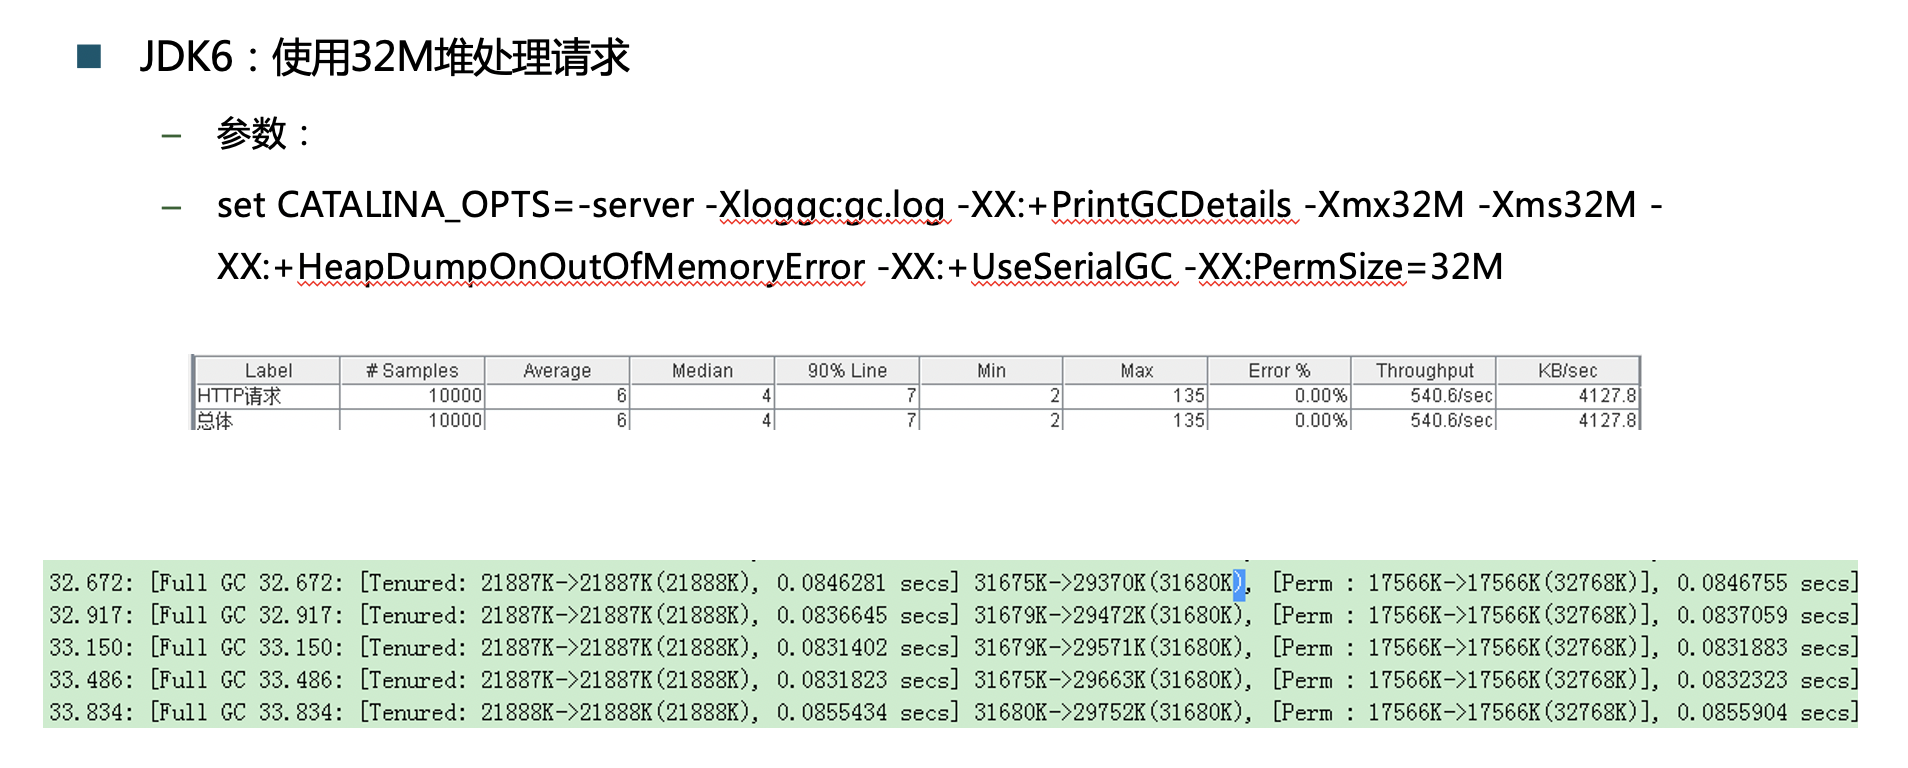 JDK6：使用32M堆处理请求
– 参数：
– set CATALINA_OPTS=-server -Xloggc:gc.log -XX:+PrintGCDetails -Xmx32M -Xms32M -
XX:+HeapDumpOnOutOfMemoryError -XX:+UseSerialGC -XX:PermSize=32M
Label # Samples Average Median 90% Line Min Max Error % Throughput KB/sec
HTTP请求 10000 6 4 7 2 135 0.00% 540.6/sec 4127.8
总体 10000 6 4 7 2 135 0.00% 540.6/sec 4127.8
32.672: [Full GC 32.672: [Tenured: 21887K->21887K(21888K), 0.0846281 secs] 31675K->29370K(31680K), [Perm : 17566K->17566K(32768K)], 0.0846755 secs]
32.917: [Full GC 32.917: [Tenured: 21887K->21887K(21888K), 0.0836645 secs] 31679K->29472K(31680K), [Perm : 17566K->17566K(32768K)], 0.0837059 secs]
33.150: [Full GC 33.150: [Tenured: 21887K->21887K(21888K), 0.0831402 secs] 31679K->29571K(31680K), [Perm : 17566K->17566K(32768K)], 0.0831883 secs]
33.486: [Full GC 33.486: [Tenured: 21887K->21887K(21888K), 0.0831823 secs] 31675K->29663K(31680K), [Perm : 17566K->17566K(32768K)], 0.0832323 secs]
33.834: [Full GC 33.834: [Tenured: 21888K->21888K(21888K), 0.0855434 secs] 31680K->29752K(31680K), [Perm : 17566K->17566K(32768K)], 0.0855904 secs]